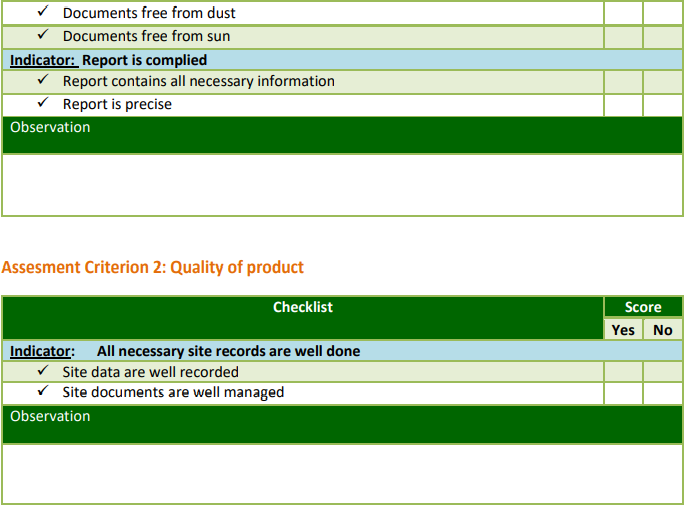 ✓ Documents free from dust
✓ Documents free from sun
Indicator: Report is complied
✓ Report contains all necessary information
✓ Report is precise
Observation
Assesment Criterion 2: Quality of product
Checklist Score
Yes No
Indicator: All necessary site records are well done
✓ Site data are well recorded
✓ Site documents are well managed
Observation